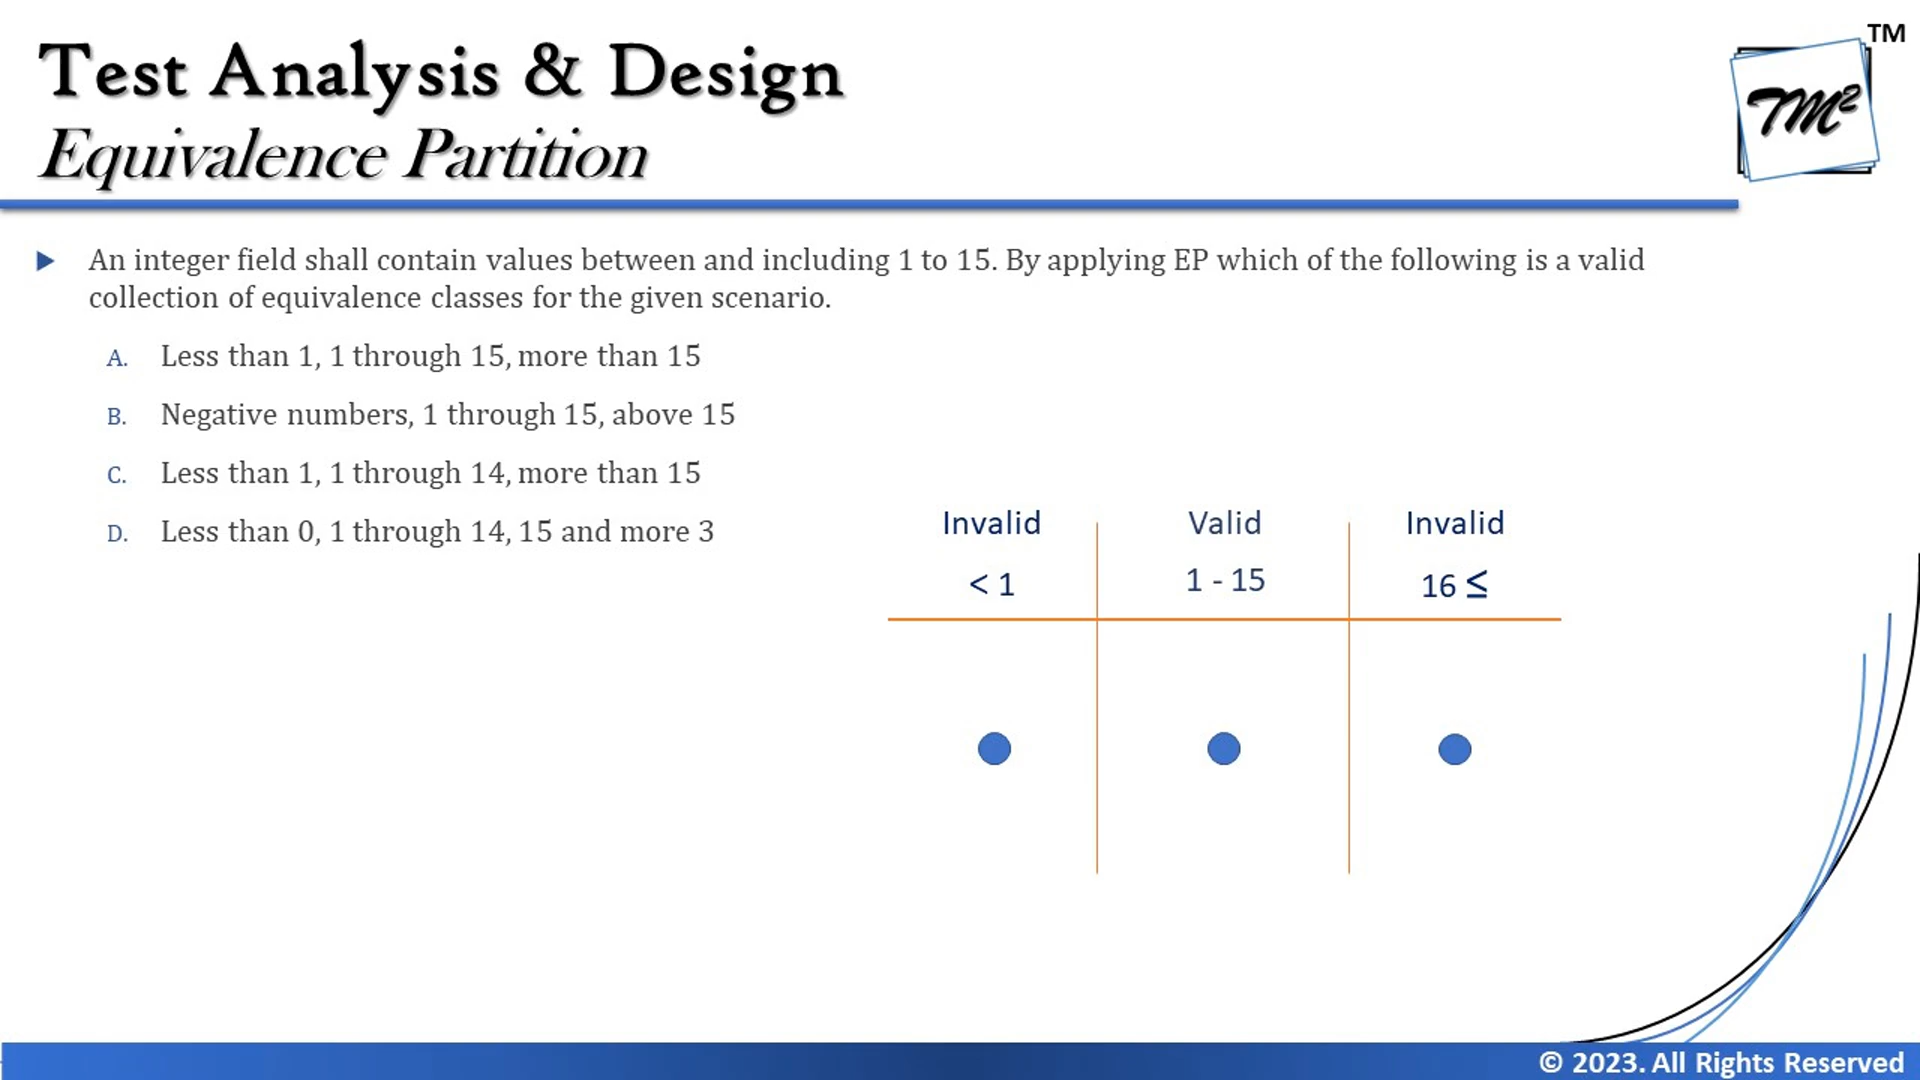 TM
Test Analysis & Design
TM²
Equivalence Partition
▶ An integer field shall contain values between and including 1 to 15. By applying EP which of the following is a valid
collection of equivalence classes for the given scenario.
A. Less than 1, 1 through 15, more than 15
B. Negative numbers, 1 through 15, above 15
C. Less than 1, 1 through 14, more than 15
D. Less than 0, 1 through 14, 15 and more 3
Invalid Valid Invalid
< 1 1 - 15 16 ≤
© 2023. All Rights Reserved